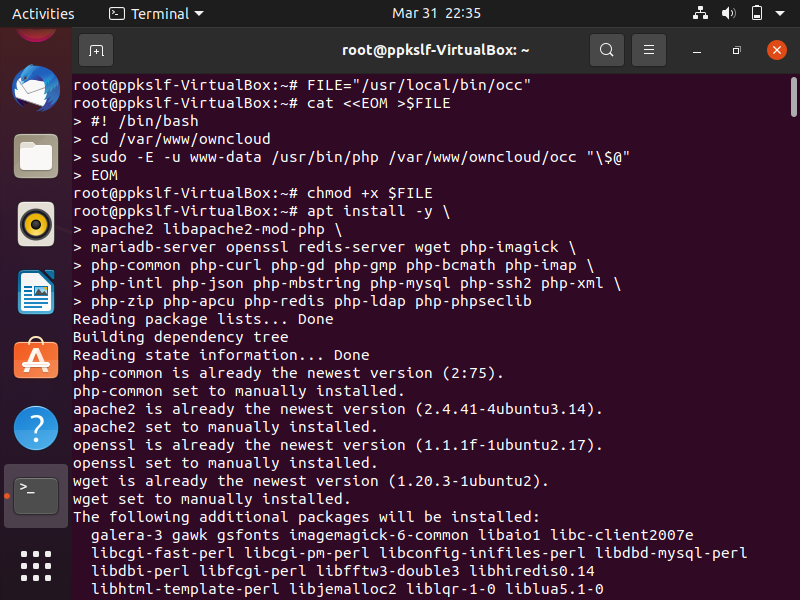 Activities Terminal Mar 31 22:35
root@ppkslf-VirtualBox: ~
root@ppkslf-VirtualBox:~# FILE="/usr/local/bin/occ"
root@ppkslf-VirtualBox:~# cat <<EOM >$FILE
> #! /bin/bash
> cd /var/www/owncloud
> sudo -E -u www-data /usr/bin/php /var/www/owncloud/occ "\$@"
> EOM
root@ppkslf-VirtualBox:~# chmod +x $FILE
root@ppkslf-VirtualBox:~# apt install -y \
> apache2 libapache2-mod-php \
> mariadb-server openssl redis-server wget php-imagick \
> php-common php-curl php-gd php-gmp php-bcmath php-imap \
> php-intl php-json php-mbstring php-mysql php-ssh2 php-xml \
> php-zip php-apcu php-redis php-ldap php-phpseclib
Reading package lists... Done
Building dependency tree
Reading state information... Done
php-common is already the newest version (2:75).
php-common set to manually installed.
apache2 is already the newest version (2.4.41-4ubuntu3.14).
apache2 set to manually installed.
openssl is already the newest version (1.1.1f-1ubuntu2.17).
openssl set to manually installed.
wget is already the newest version (1.20.3-1ubuntu2).
wget set to manually installed.
The following additional packages will be installed:
galera-3 gawk gsfonts imagemagick-6-common libaio1 libc-client2007e
libcgi-fast-perl libcgi-pm-perl libconfig-inifiles-perl libdbd-mysql-perl
libdbi-perl libfcgi-perl libfftw3-double3 libhiredis0.14
libhtml-template-perl libjemalloc2 liblqr-1-0 liblua5.1-0